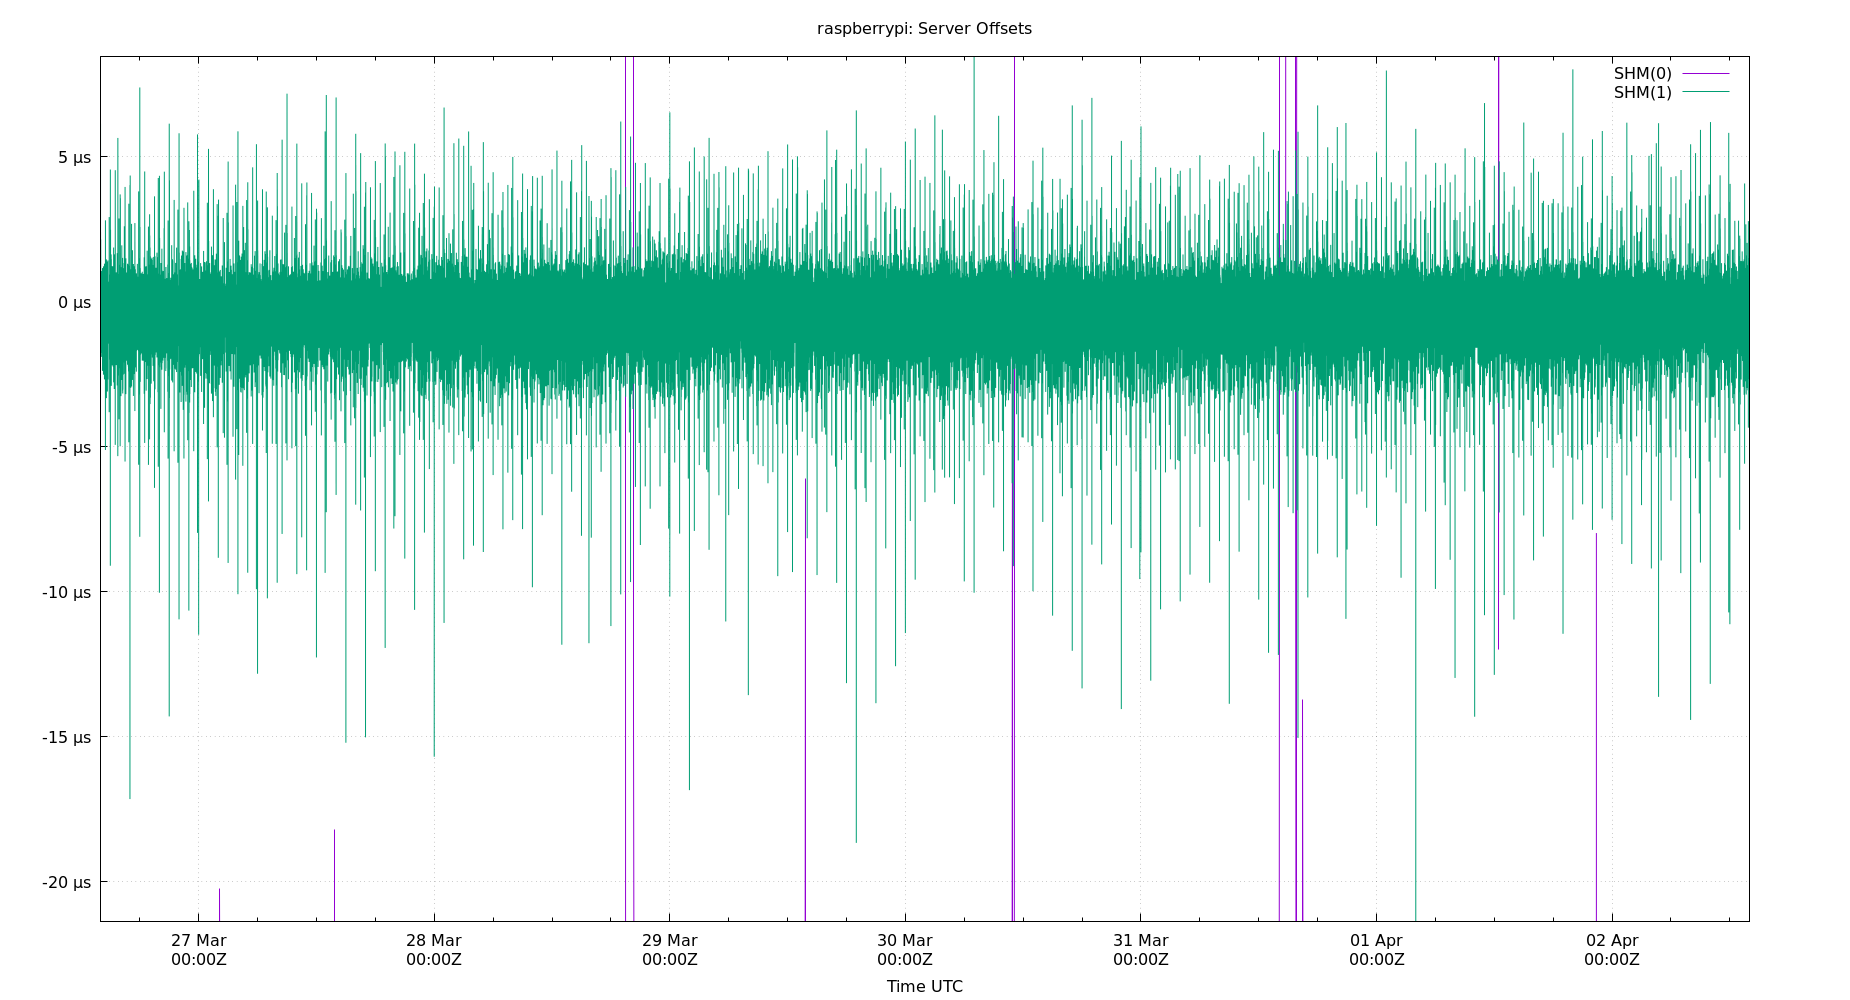 raspberrypi: Server Offsets
SHM(0)
SHM(1)
5 µs
0 µs
-5 µs
-10 µs
-15 µs
-20 µs
27 Mar 28 Mar 29 Mar 30 Mar 31 Mar 01 Apr 02 Apr
00:00Z 00:00Z 00:00Z 00:00Z 00:00Z 00:00Z 00:00Z
Time UTC